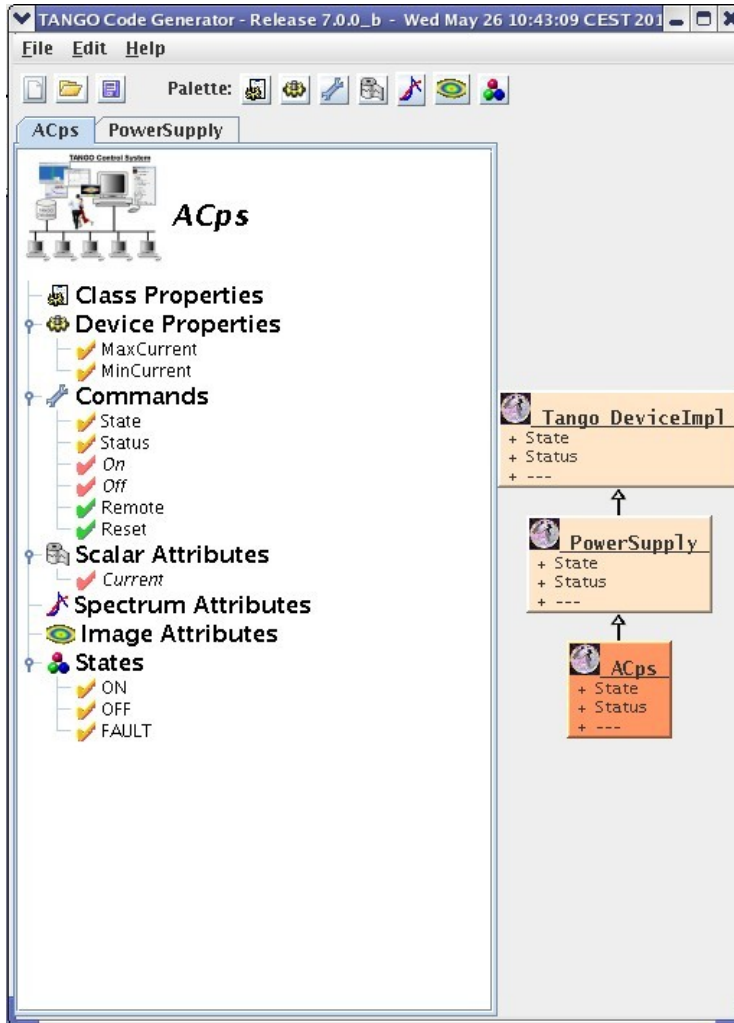 TANGO Code Generator - Release 7.0.0_b - Wed May 26 10:43:09 CEST 201
File Edit Help
Palette:
ACps PowerSupply
TANGO Control System
ACps
Class Properties
Device Properties
MaxCurrent
MinCurrent
Commands
State
Status
On
Off
Remote
Reset
Scalar Attributes
Current
Spectrum Attributes
Image Attributes
States
ON
OFF
FAULT
Tango DeviceImpl
+ State
+ Status
+ ---
PowerSupply
+ State
+ Status
+ ---
ACps
+ State
+ Status
+ ---